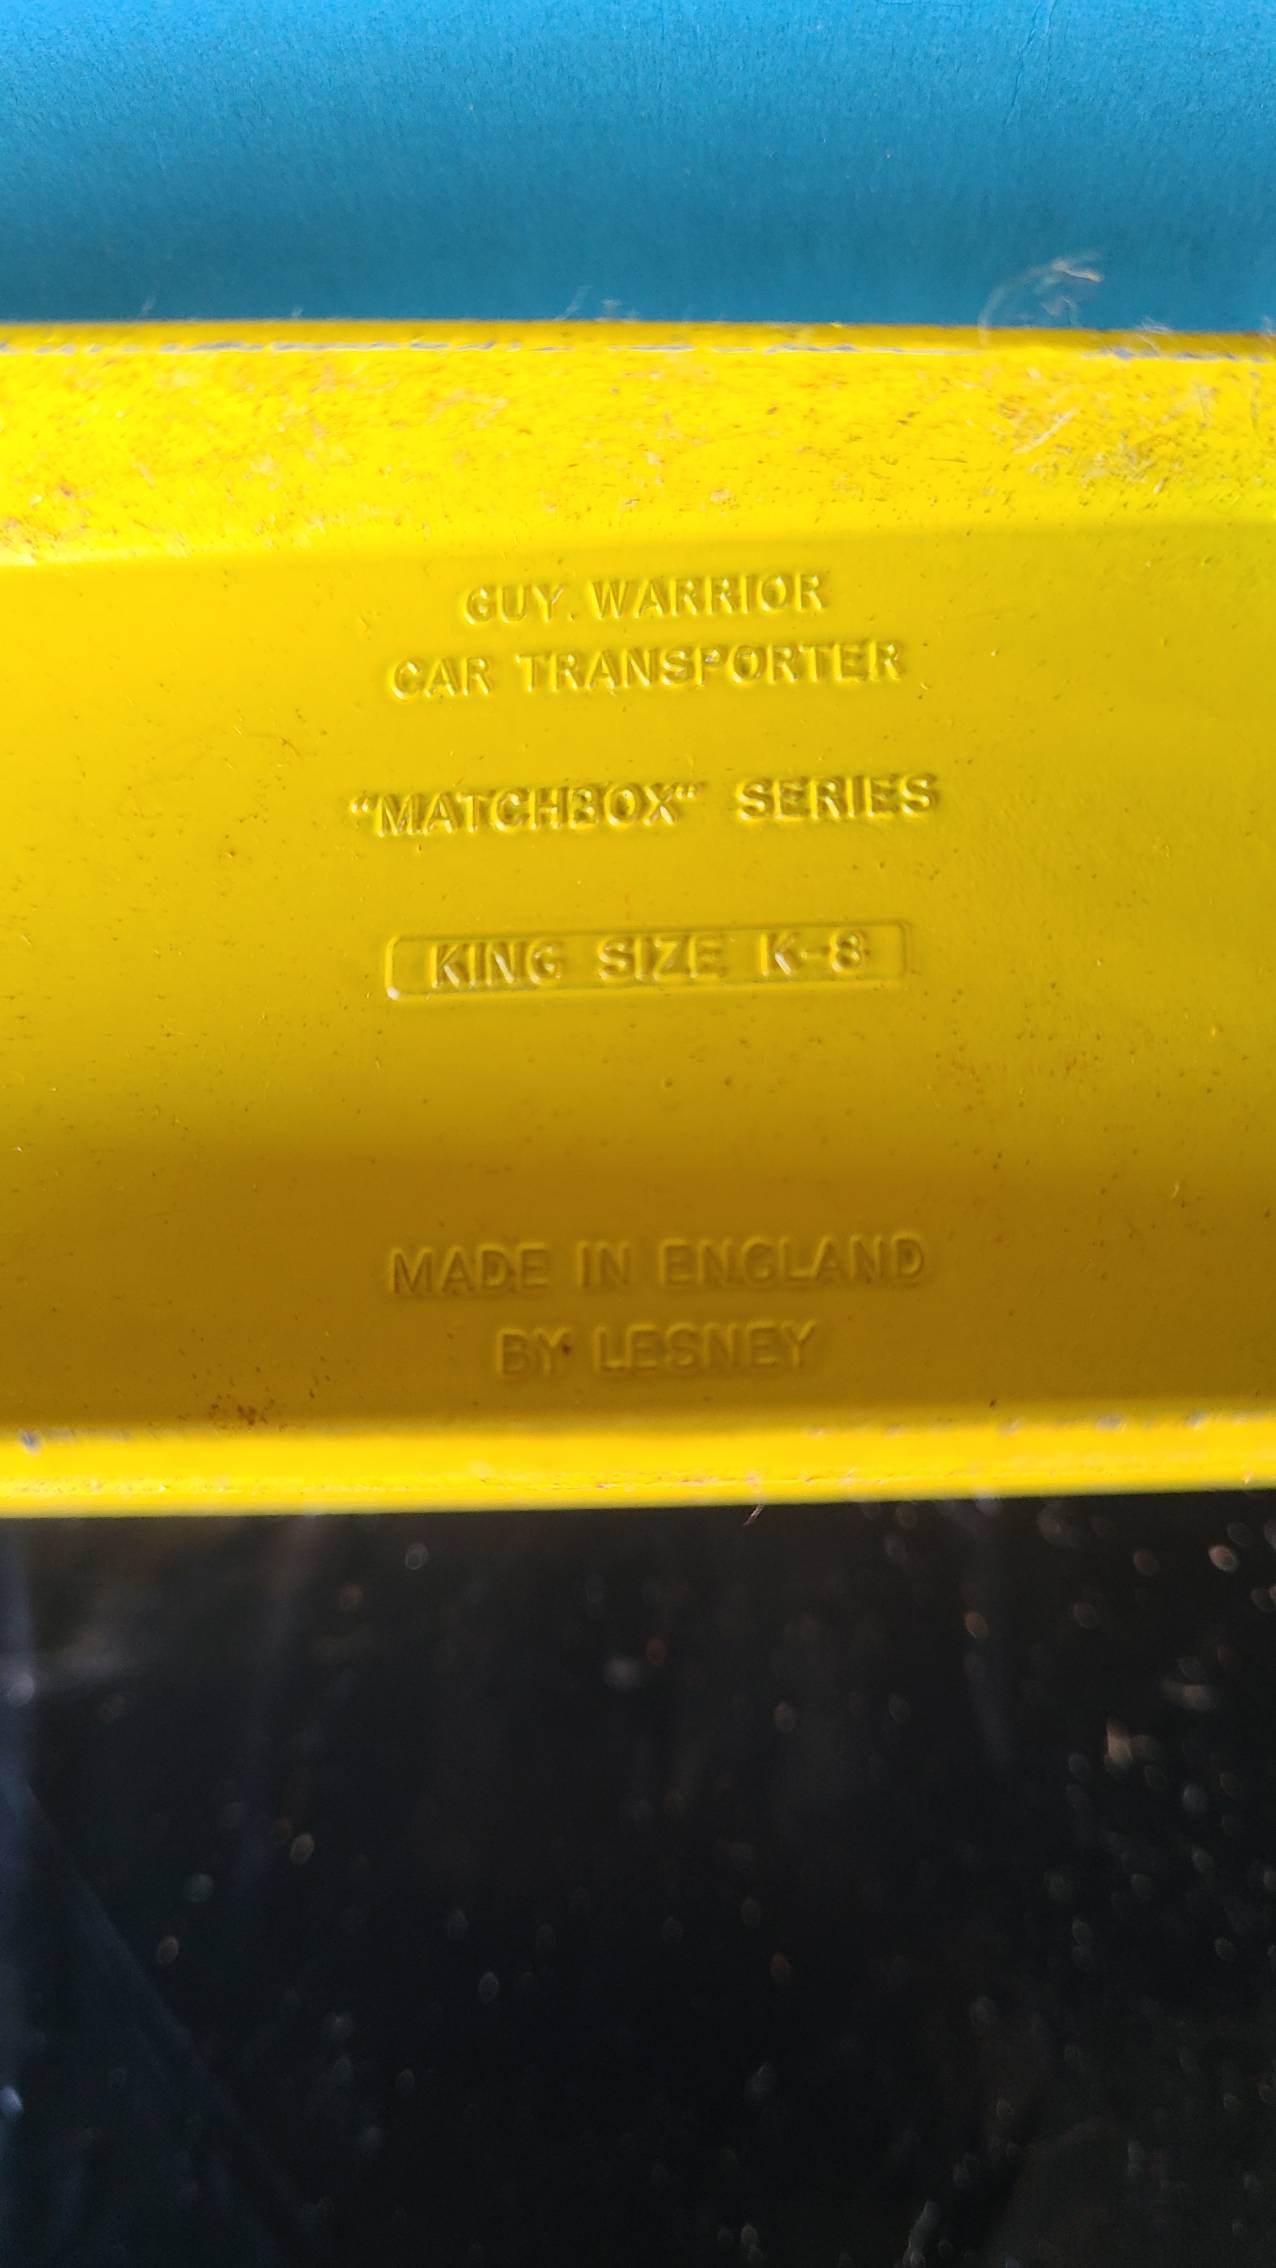 GUY. WARRIOR
CAR TRANSPORTER
"MATCHBOX" SERIES
KING SIZE K-8
MADE IN ENGLAND
BY LESNEY